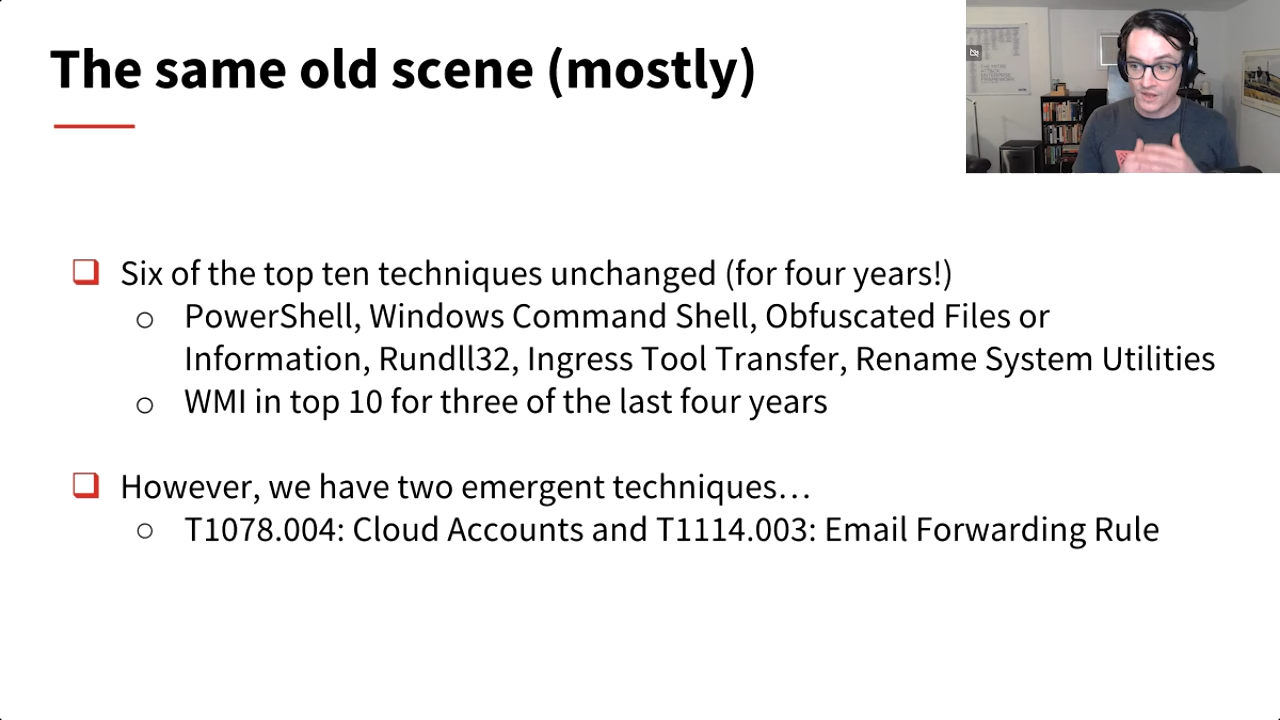 The same old scene (mostly)
Six of the top ten techniques unchanged (for four years!)
PowerShell, Windows Command Shell, Obfuscated Files or
Information, Rundll32, Ingress Tool Transfer, Rename System Utilities
WMI in top 10 for three of the last four years
However, we have two emergent techniques…
T1078.004: Cloud Accounts and T1114.003: Email Forwarding Rule